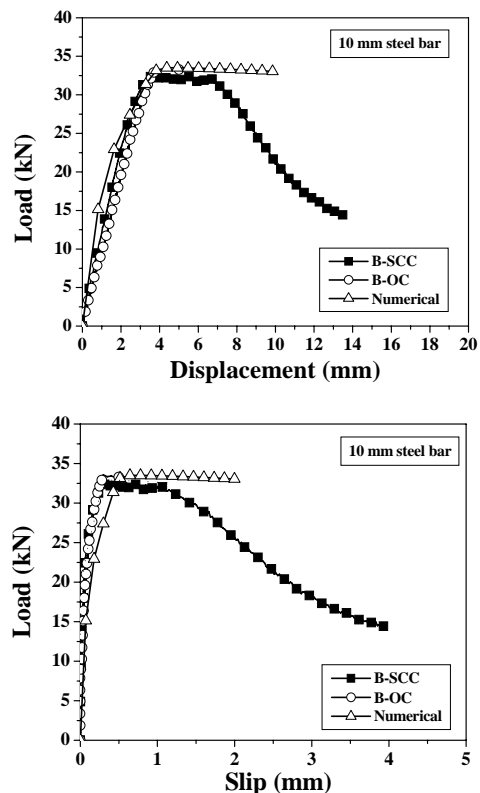 40
35
30
25
20
15
10
5
0
Load (kN)
10 mm steel bar
B-SCC
B-OC
Numerical
0 2 4 6 8 10 12 14 16 18 20
Displacement (mm)
40
35
30
25
20
15
10
5
0
Load (kN)
10 mm steel bar
B-SCC
B-OC
Numerical
0 1 2 3 4 5
Slip (mm)